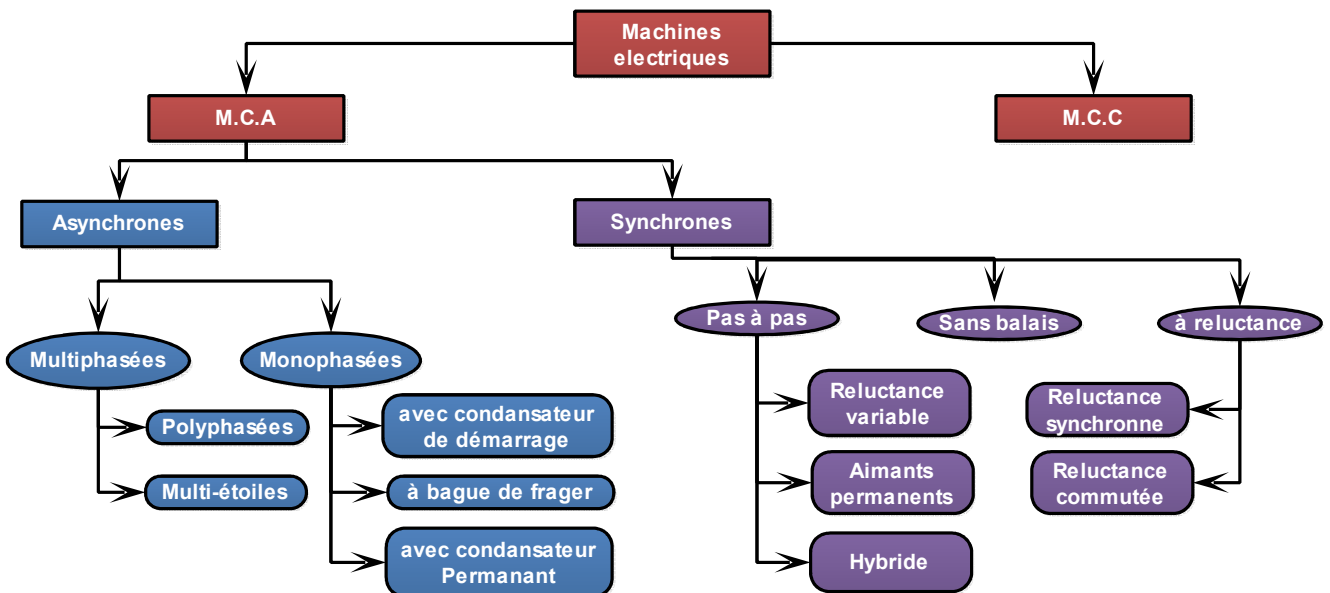 Machines
electriques
M.C.A
M.C.C
Asynchrones
Synchrones
Pas à pas
Sans balais
à reluctance
Multiphasées
Monophasées
Polyphasées
Multi-étoiles
avec condansateur
de démarrage
à bague de frager
avec condansateur
Permanant
Reluctance
variable
Aimants
permanents
Hybride
Reluctance
synchronne
Reluctance
commutée